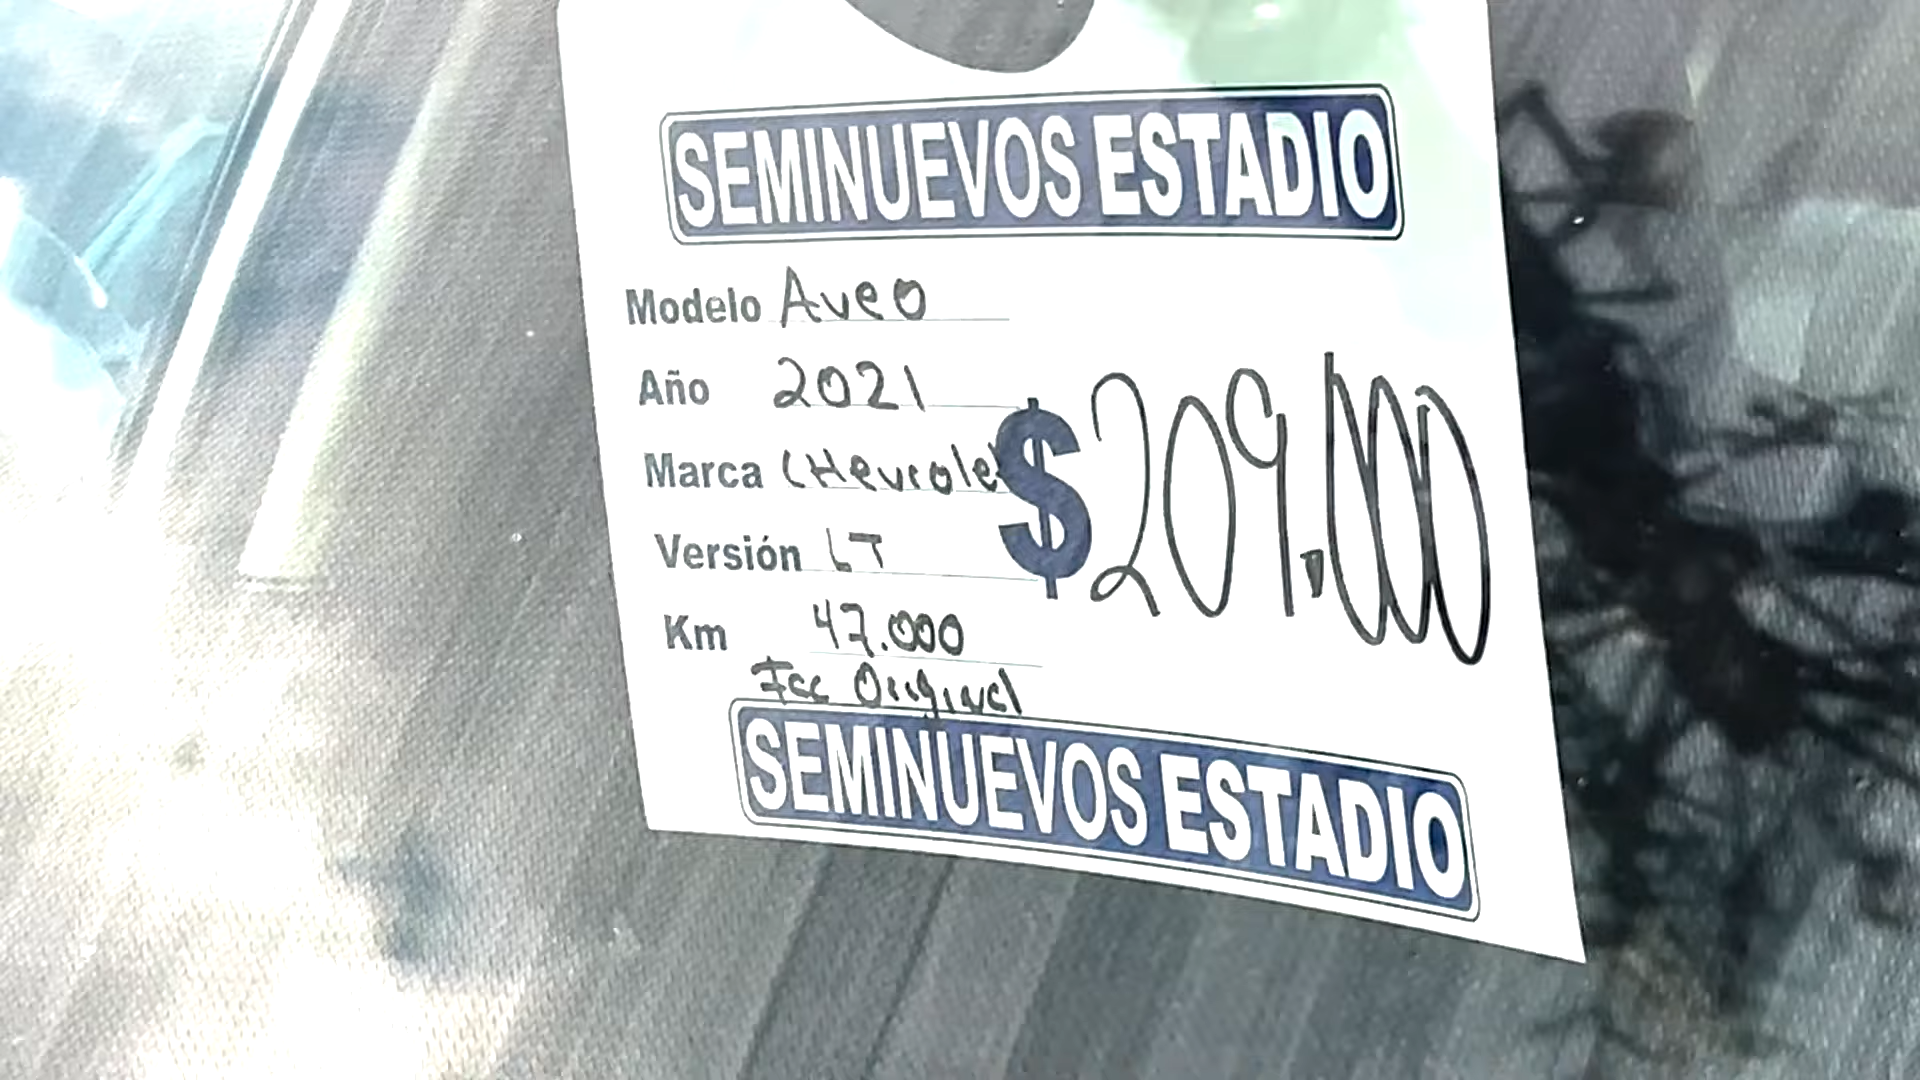 SEMINUEVOS ESTADIO
Modelo Aveo
Año 2021
Marca CHevrolet
$209,000
Versión LT
Km 47.000
Fac Original
SEMINUEVOS ESTADIO